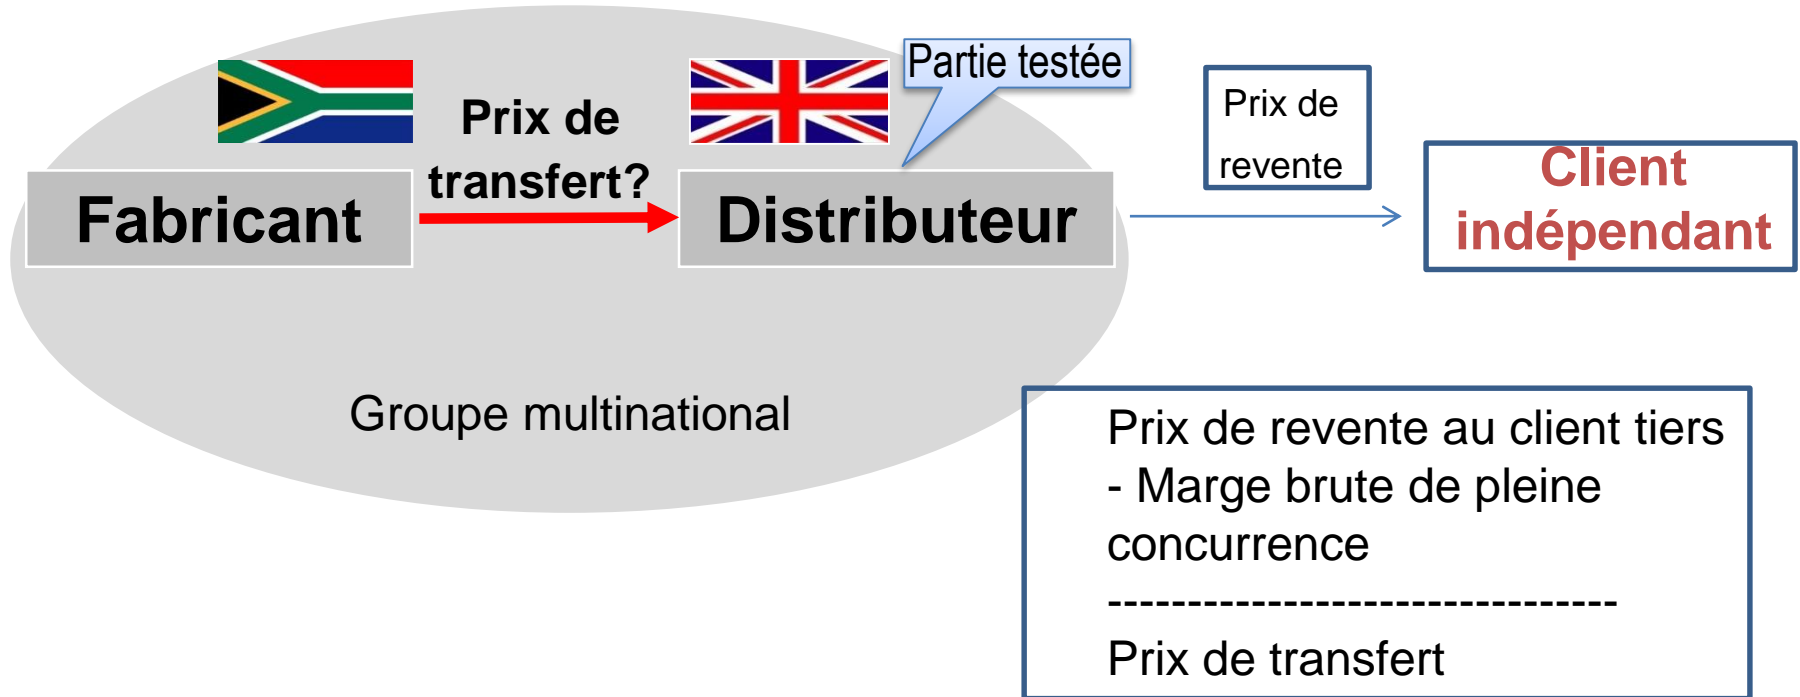 Partie testée
Prix de
transfert?
Prix de
revente
Fabricant
Distributeur
Client
indépendant
Groupe multinational
Prix de revente au client tiers
- Marge brute de pleine
concurrence
--------------------------------
Prix de transfert